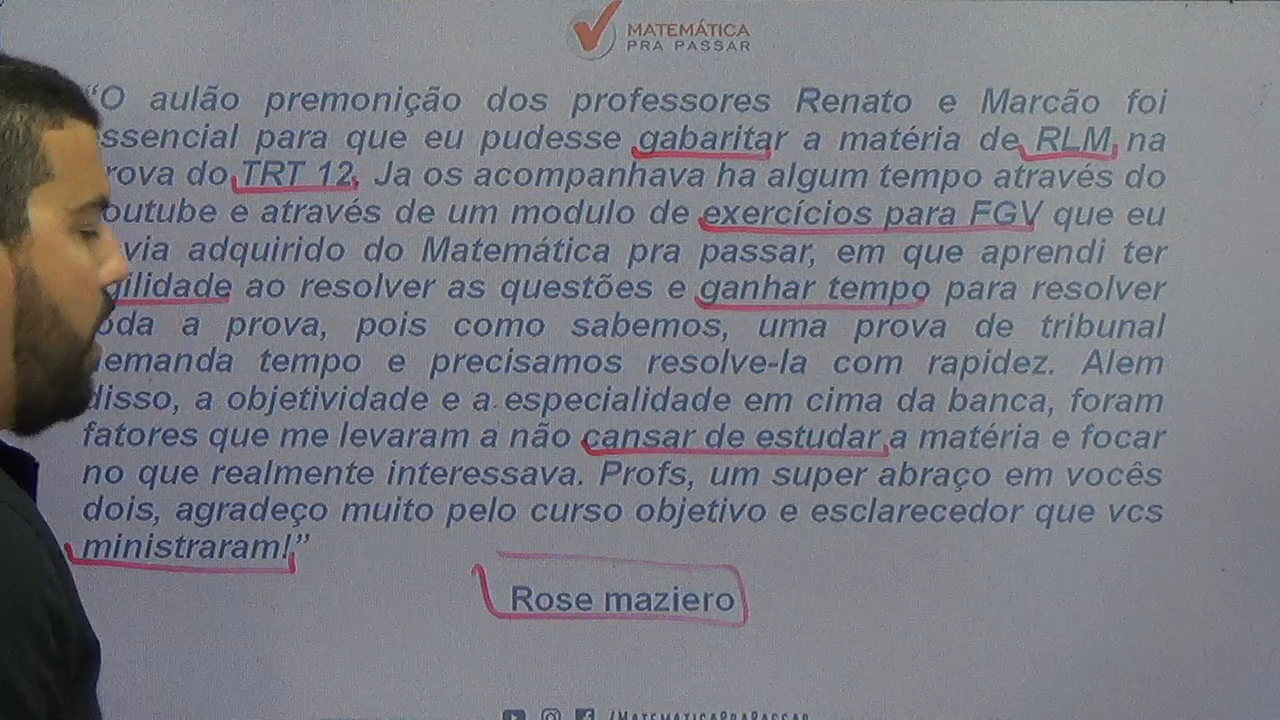 MATEMÁTICA
PRA PASSAR
“O aulão premonição dos professores Renato e Marcão foi
ssencial para que eu pudesse gabaritar a matéria de RLM na
rova do TRT 12. Ja os acompanhava ha algum tempo através do
outube e através de um modulo de exercícios para FGV que eu
via adquirido do Matemática pra passar, em que aprendi ter
gilidade ao resolver as questões e ganhar tempo para resolver
oda a prova, pois como sabemos, uma prova de tribunal
demanda tempo e precisamos resolve-la com rapidez. Alem
disso, a objetividade e a especialidade em cima da banca, foram
fatores que me levaram a não cansar de estudar a matéria e focar
no que realmente interessava. Profs, um super abraço em vocês
dois, agradeço muito pelo curso objetivo e esclarecedor que vcs
ministraram!”
Rose maziero
/MATEMATICAPRAPASSAR